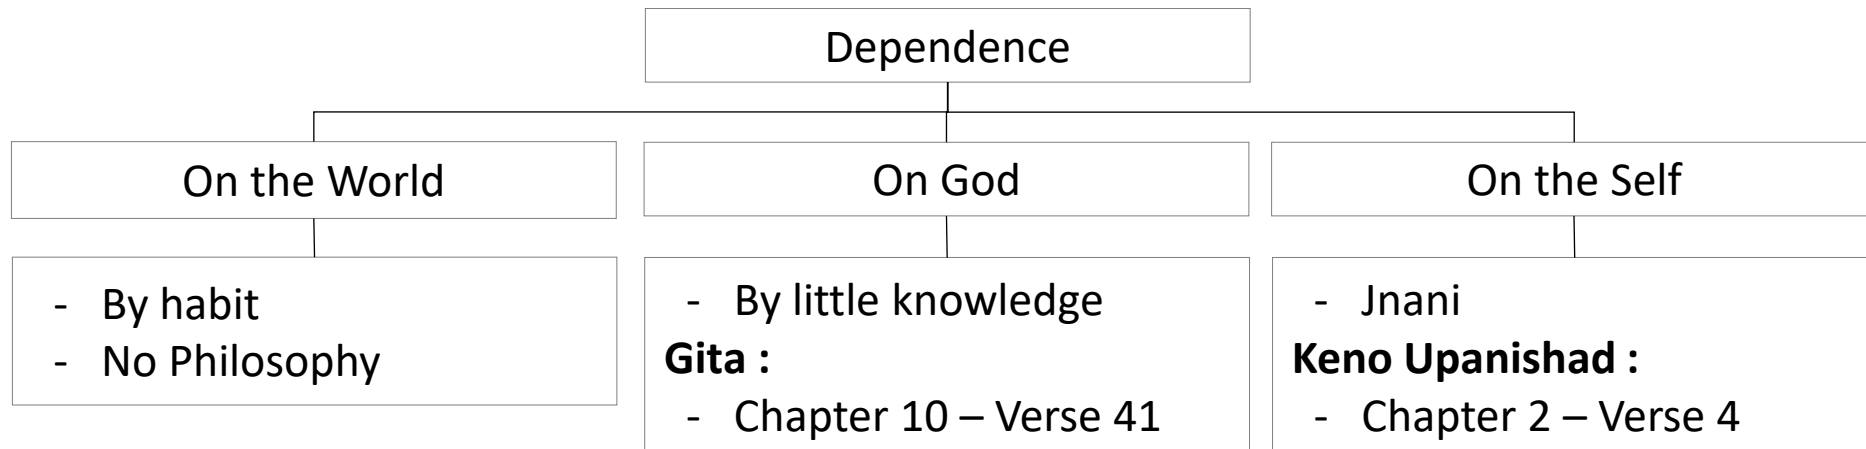 Dependence
On the World
On God
On the Self
- By habit
- No Philosophy
- By little knowledge
Gita :
- Chapter 10 – Verse 41
- Jnani
Keno Upanishad :
- Chapter 2 – Verse 4